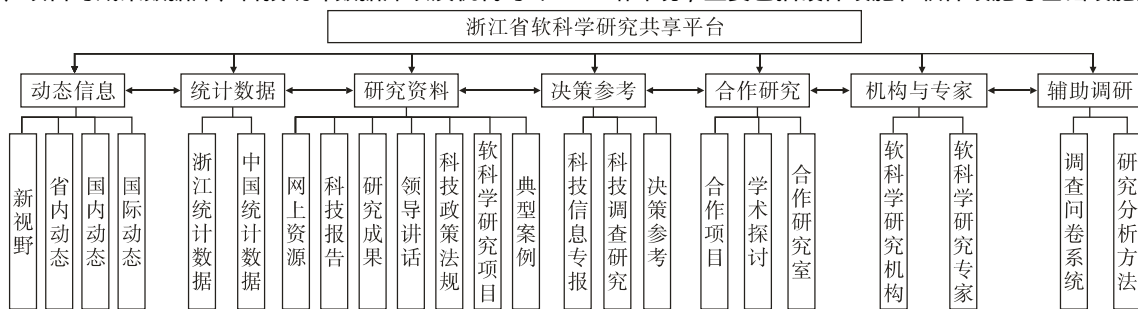 浙江省软科学研究共享平台
动态信息
统计数据
研究资料
决策参考
合作研究
机构与专家
辅助调研
新视野
省内动态
国内动态
国际动态
浙江统计数据
中国统计数据
网上资源
科技报告
研究成果
领导讲话
科技政策法规
软科学研究项目
典型案例
科技信息专报
科技调查研究
决策参考
合作项目
学术探讨
合作研究室
软科学研究机构
软科学研究专家
调查问卷系统
研究分析方法